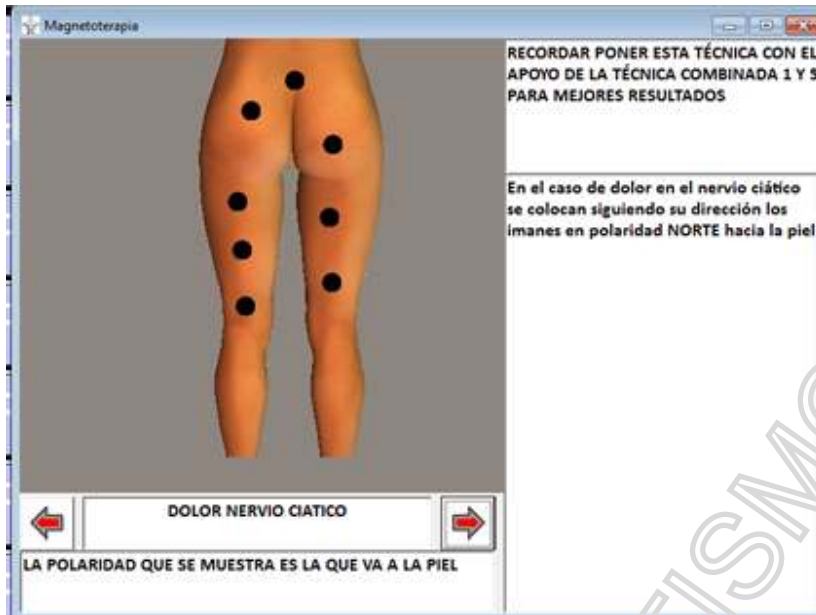 Magnetoterapia
RECORDAR PONER ESTA TÉCNICA CON EL
APOYO DE LA TÉCNICA COMBINADA 1 Y 5
PARA MEJORES RESULTADOS
En el caso de dolor en el nervio ciático
se colocan siguiendo su dirección los
imanes en polaridad NORTE hacia la piel
DOLOR NERVIO CIATICO
LA POLARIDAD QUE SE MUESTRA ES LA QUE VA A LA PIEL